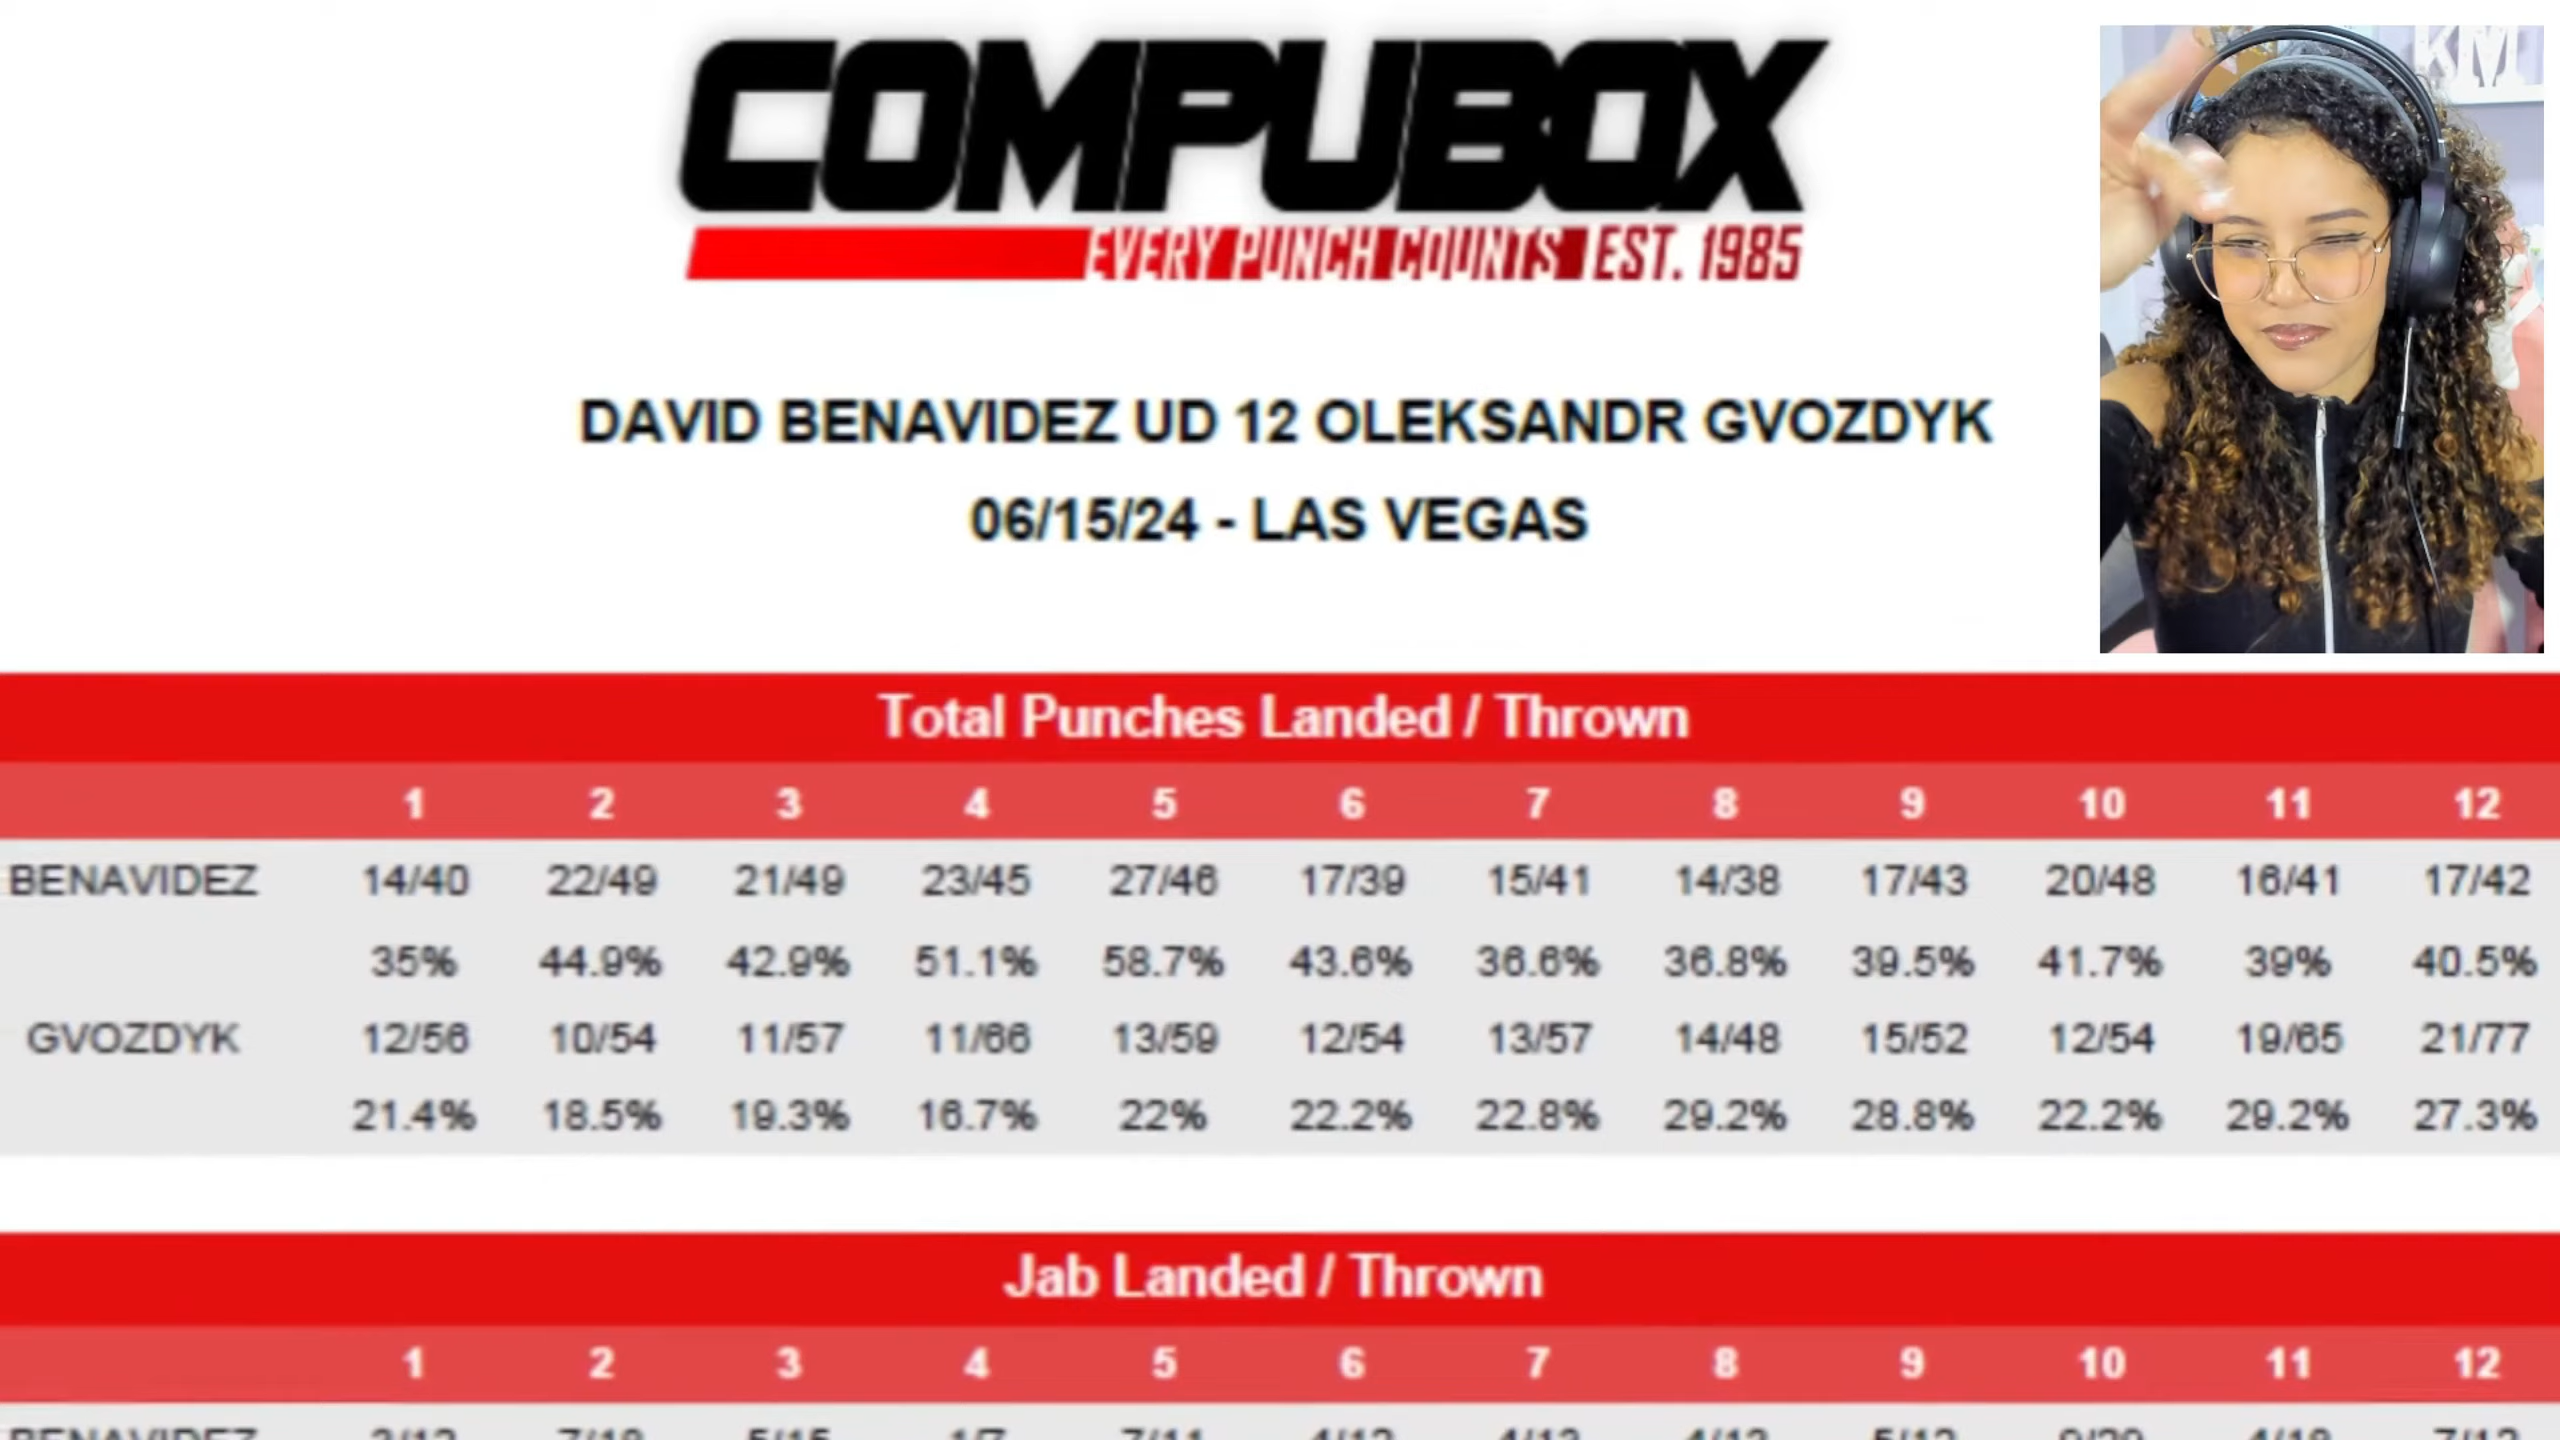 COMPUBOX
EVERY PUNCH COUNTS EST. 1985
KM
DAVID BENAVIDEZ UD 12 OLEKSANDR GVOZDYK
06/15/24 - LAS VEGAS
Total Punches Landed / Thrown
1 2 3 4 5 6 7 8 9 10 11 12
BENAVIDEZ 14/40 22/49 21/49 23/45 27/46 17/39 15/41 14/38 17/43 20/48 16/41 17/42
35% 44.9% 42.9% 51.1% 58.7% 43.6% 36.6% 36.8% 39.5% 41.7% 39% 40.5%
GVOZDYK 12/56 10/54 11/57 11/66 13/59 12/54 13/57 14/48 15/52 12/54 19/65 21/77
21.4% 18.5% 19.3% 16.7% 22% 22.2% 22.8% 29.2% 28.8% 22.2% 29.2% 27.3%
Jab Landed / Thrown
1 2 3 4 5 6 7 8 9 10 11 12
BENAVIDEZ